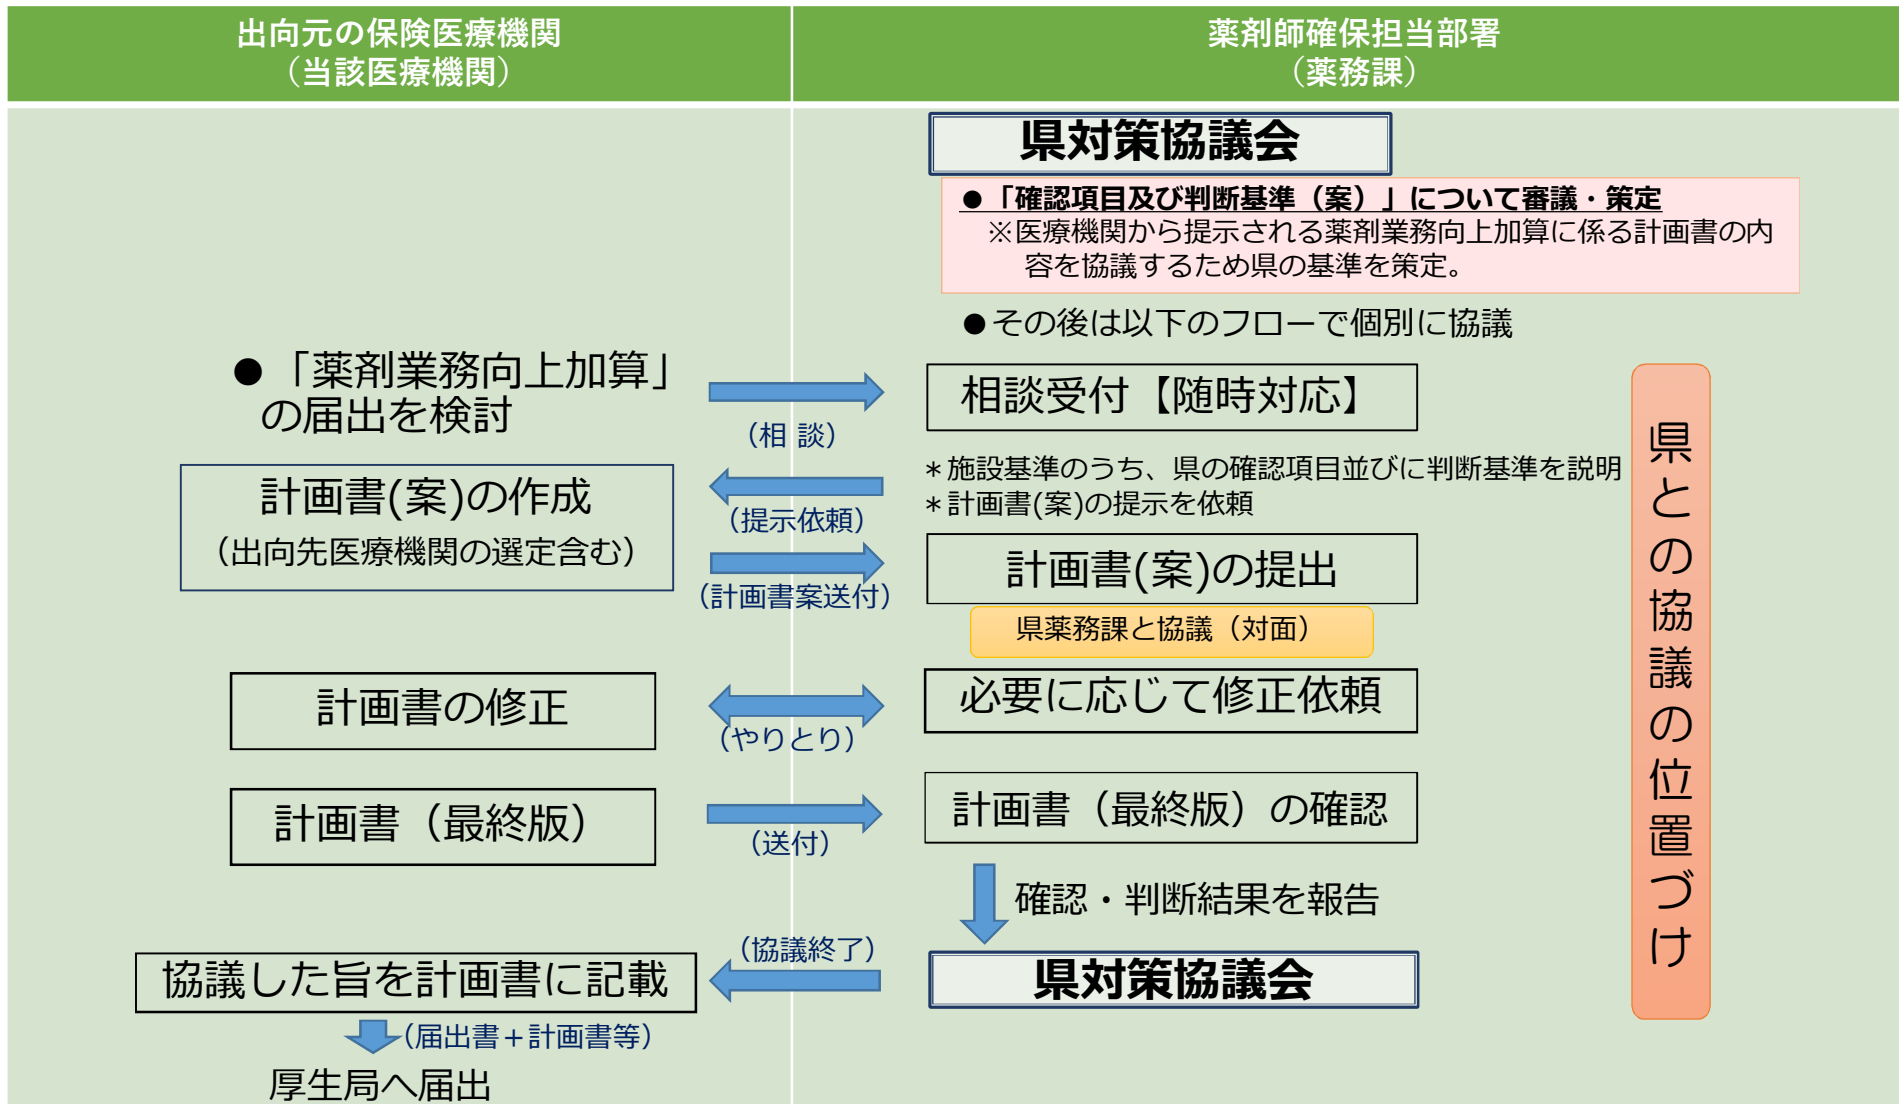 出向元の保険医療機関
（当該医療機関）
薬剤師確保担当部署
（薬務課）
県対策協議会
●「確認項目及び判断基準（案）」について審議・策定
※医療機関から提示される薬剤業務向上加算に係る計画書の内
容を協議するため県の基準を策定。
●その後は以下のフローで個別に協議
●「薬剤業務向上加算」
の届出を検討
（相 談）
相談受付【随時対応】
＊施設基準のうち、県の確認項目並びに判断基準を説明
＊計画書(案)の提示を依頼
（提示依頼）
計画書(案)の作成
（出向先医療機関の選定含む）
（計画書案送付）
計画書(案)の提出
県薬務課と協議（対面）
計画書の修正
（やりとり）
必要に応じて修正依頼
計画書（最終版）
（送付）
計画書（最終版）の確認
確認・判断結果を報告
県対策協議会
（協議終了）
協議した旨を計画書に記載
（届出書＋計画書等）
厚生局へ届出
県との協議の位置づけ